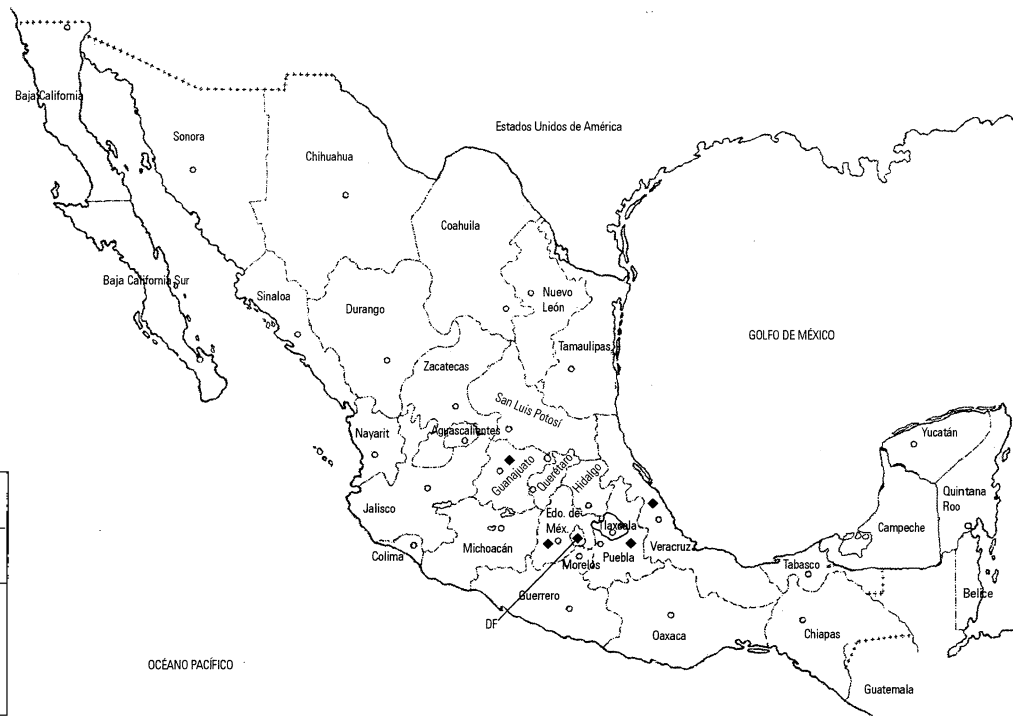 Baja California
Sonora
Chihuahua
Estados Unidos de América
Coahuila
Baja California Sur
Sinaloa
Durango
Nuevo
León
GOLFO DE MÉXICO
Tamaulipas
Zacatecas
San Luis Potosí
Nayarit
Aguascalientes
Yucatán
Guanajuato
Querétaro
Hidalgo
Jalisco
Quintana
Roo
Edo. de
Méx.
Tlaxcala
Campeche
Colima
Michoacán
Morelos
Puebla
Veracruz
Tabasco
Guerrero
Belice
DF
Oaxaca
Chiapas
OCÉANO PACÍFICO
Guatemala